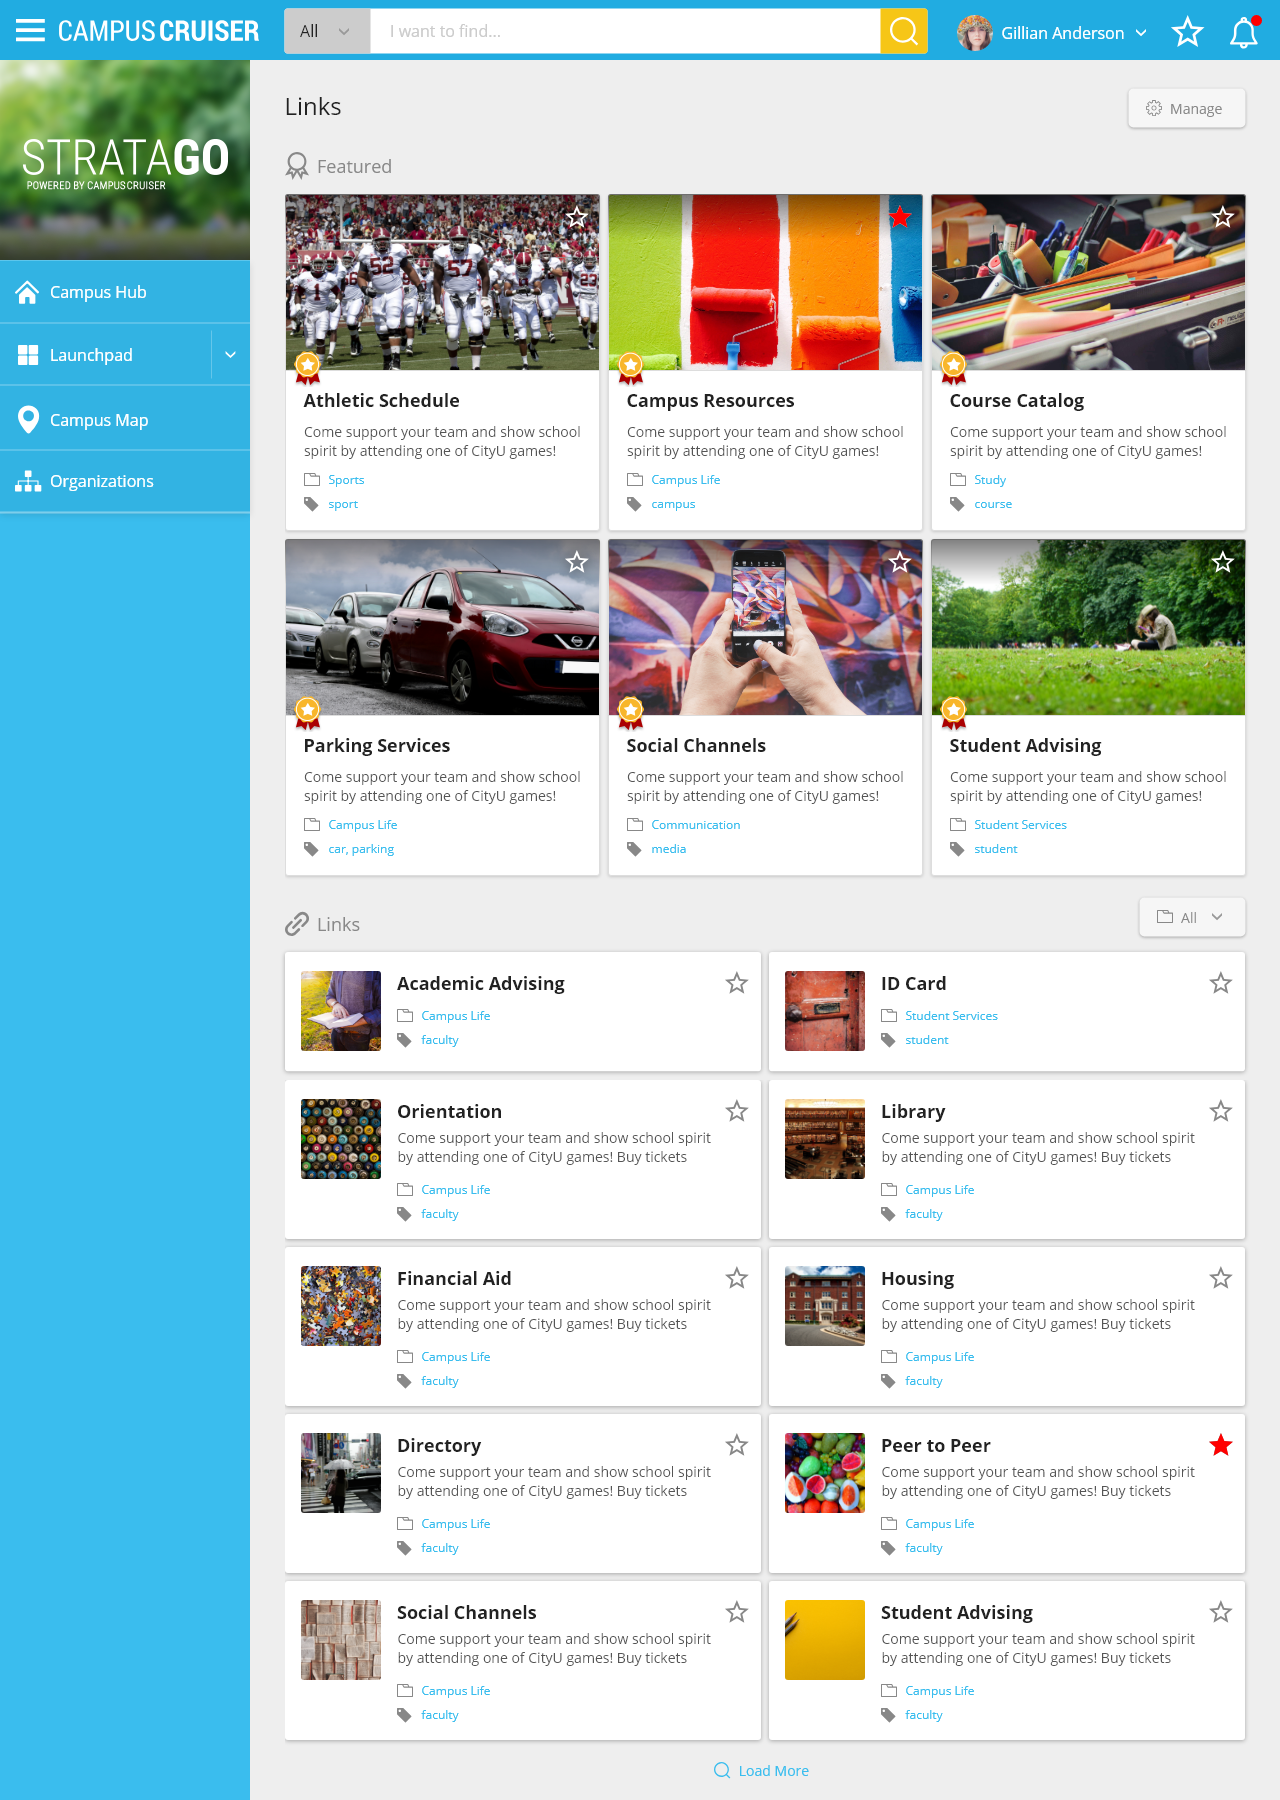 CAMPUSCRUISER
All
I want to find...
Gillian Anderson
STRATAGO
POWERED BY CAMPUSCRUISER
Campus Hub
Launchpad
Campus Map
Organizations
Links
Manage
Featured
52
57
1
Athletic Schedule
Come support your team and show school
spirit by attending one of CityU games!
Sports
sport
Campus Resources
Come support your team and show school
spirit by attending one of CityU games!
Campus Life
campus
Course Catalog
Come support your team and show school
spirit by attending one of CityU games!
Study
course
Parking Services
Come support your team and show school
spirit by attending one of CityU games!
Campus Life
car, parking
Social Channels
Come support your team and show school
spirit by attending one of CityU games!
Communication
media
Student Advising
Come support your team and show school
spirit by attending one of CityU games!
Student Services
student
Links
All
Academic Advising
Campus Life
faculty
ID Card
Student Services
student
Orientation
Come support your team and show school spirit
by attending one of CityU games! Buy tickets
Campus Life
faculty
Library
Come support your team and show school spirit
by attending one of CityU games! Buy tickets
Campus Life
faculty
Financial Aid
Come support your team and show school spirit
by attending one of CityU games! Buy tickets
Campus Life
faculty
Housing
Come support your team and show school spirit
by attending one of CityU games! Buy tickets
Campus Life
faculty
Directory
Come support your team and show school spirit
by attending one of CityU games! Buy tickets
Campus Life
faculty
Peer to Peer
Come support your team and show school spirit
by attending one of CityU games! Buy tickets
Campus Life
faculty
Social Channels
Come support your team and show school spirit
by attending one of CityU games! Buy tickets
Campus Life
faculty
Student Advising
Come support your team and show school spirit
by attending one of CityU games! Buy tickets
Campus Life
faculty
Load More